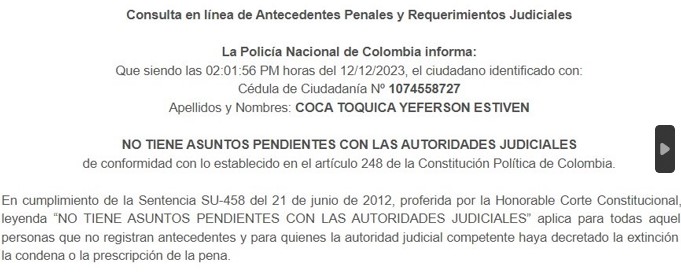 Consulta en línea de Antecedentes Penales y Requerimientos Judiciales
La Policía Nacional de Colombia informa:
Que siendo las 02:01:56 PM horas del 12/12/2023, el ciudadano identificado con:
Cédula de Ciudadanía Nº 1074558727
Apellidos y Nombres: COCA TOQUICA YEFERSON ESTIVEN
NO TIENE ASUNTOS PENDIENTES CON LAS AUTORIDADES JUDICIALES
de conformidad con lo establecido en el artículo 248 de la Constitución Política de Colombia.
En cumplimiento de la Sentencia SU-458 del 21 de junio de 2012, proferida por la Honorable Corte Constitucional,
leyenda “NO TIENE ASUNTOS PENDIENTES CON LAS AUTORIDADES JUDICIALES” aplica para todas aquel
personas que no registran antecedentes y para quienes la autoridad judicial competente haya decretado la extinción
la condena o la prescripción de la pena.